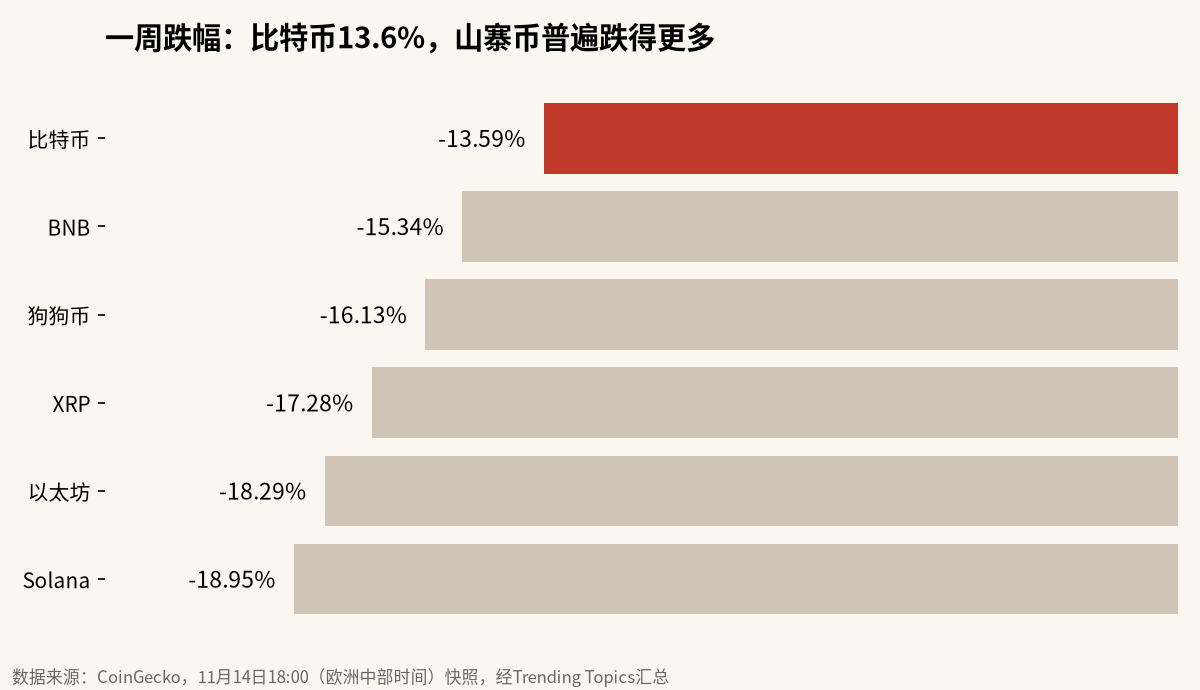 一周跌幅：比特币13.6%，山寨币普遍跌得更多
比特币
-13.59%
BNB
-15.34%
狗狗币
-16.13%
XRP
-17.28%
以太坊
-18.29%
Solana
-18.95%
数据来源：CoinGecko，11月14日18:00（欧洲中部时间）快照，经Trending Topics汇总